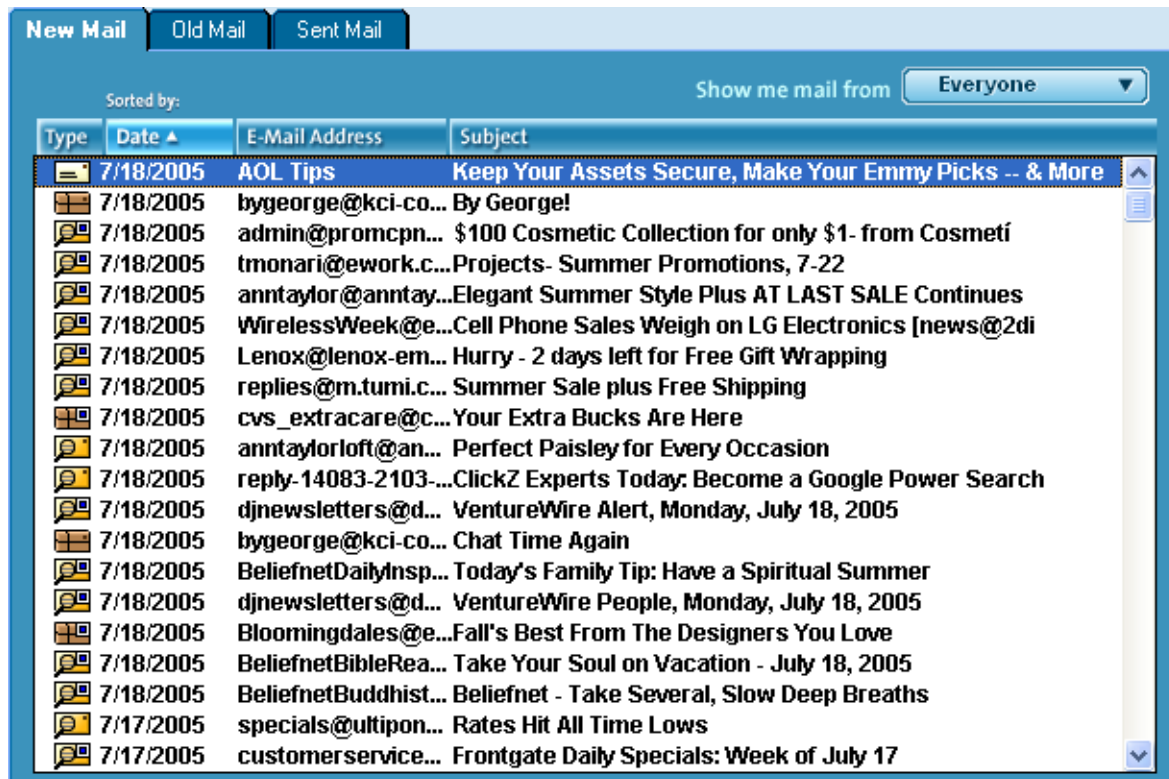 New Mail Old Mail Sent Mail
Show me mail from Everyone
Sorted by:
Type Date E-Mail Address Subject
7/18/2005 AOL Tips Keep Your Assets Secure, Make Your Emmy Picks -- & More
7/18/2005 bygeorge@kci-co... By George!
7/18/2005 admin@promcpn... $100 Cosmetic Collection for only $1- from Cosmetí
7/18/2005 tmonari@ework.c... Projects- Summer Promotions, 7-22
7/18/2005 anntaylor@anntay... Elegant Summer Style Plus AT LAST SALE Continues
7/18/2005 WirelessWeek@e... Cell Phone Sales Weigh on LG Electronics [news@2di
7/18/2005 Lenox@lenox-em... Hurry - 2 days left for Free Gift Wrapping
7/18/2005 replies@m.tumi.c... Summer Sale plus Free Shipping
7/18/2005 cvs_extracare@c... Your Extra Bucks Are Here
7/18/2005 anntaylorloft@an... Perfect Paisley for Every Occasion
7/18/2005 reply-14083-2103-... ClickZ Experts Today: Become a Google Power Search
7/18/2005 djnewsletters@d... VentureWire Alert, Monday, July 18, 2005
7/18/2005 bygeorge@kci-co... Chat Time Again
7/18/2005 BeliefnetDailyInsp... Today's Family Tip: Have a Spiritual Summer
7/18/2005 djnewsletters@d... VentureWire People, Monday, July 18, 2005
7/18/2005 Bloomingdales@e... Fall's Best From The Designers You Love
7/18/2005 BeliefnetBibleRea... Take Your Soul on Vacation - July 18, 2005
7/18/2005 BeliefnetBuddhist... Beliefnet - Take Several, Slow Deep Breaths
7/17/2005 specials@ultipon... Rates Hit All Time Lows
7/17/2005 customerservice... Frontgate Daily Specials: Week of July 17